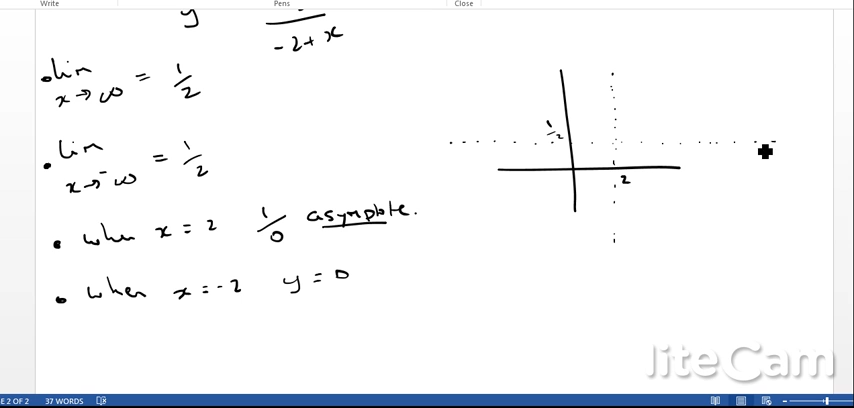 Write Pens Close
y
-2+x
• lim x→∞ = 1/2
• lim x→-∞ = 1/2
• when x = 2 1/0 asymptote.
• when x = -2 y = 0
1/2
2
liteCam
E 2 OF 2 37 WORDS